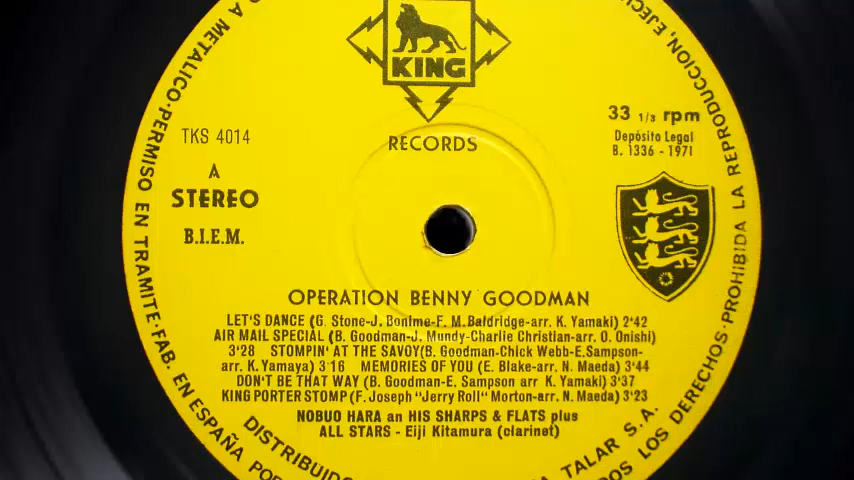 KING
RECORDS
TKS 4014
A
STEREO
B.I.E.M.
33 1/3 rpm
Depósito Legal
B. 1336 - 1971
OPERATION BENNY GOODMAN
LET'S DANCE (G. Stone-J. Bonime-F. M.Baldridge-arr. K. Yamaki) 2'42
AIR MAIL SPECIAL (B. Goodman-J. Mundy-Charlie Christian-arr. O. Onishi)
3'28 STOMPIN' AT THE SAVOY(B. Goodman-Chick Webb-E.Sampson-
arr. K. Yamaya) 3'16 MEMORIES OF YOU (E. Blake-arr. N. Maeda) 3'44
DON'T BE THAT WAY (B. Goodman-E. Sampson arr K. Yamaki) 3'37
KING PORTER STOMP (F. Joseph "Jerry Roll" Morton-arr. N. Maeda) 3'23
NOBUO HARA an HIS SHARPS & FLATS plus
ALL STARS - Eiji Kitamura (clarinet)
O A METALICO·PERMISO EN TRAMITE·FAB. EN ESPAÑA POR
DISTRIBUIDO
TALAR S.A.
LOS DERECHOS·PROHIBIDA LA REPRODUCCION, EJECU